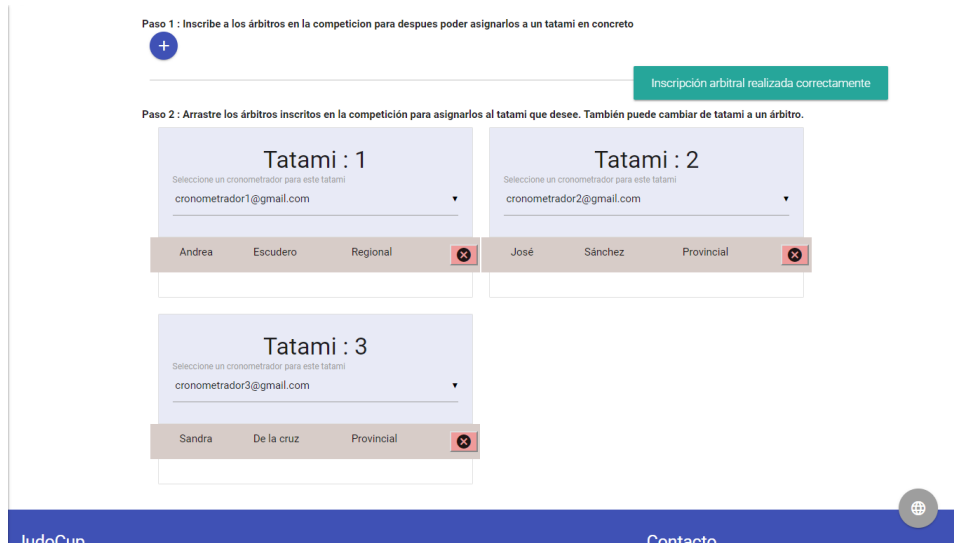 Paso 1 : Inscribe a los árbitros en la competicion para despues poder asignarlos a un tatami en concreto
Inscripción arbitral realizada correctamente
Paso 2 : Arrastre los árbitros inscritos en la competición para asignarlos al tatami que desee. También puede cambiar de tatami a un árbitro.
Tatami : 1
Seleccione un cronometrador para este tatami
cronometrador1@gmail.com
Andrea Escudero Regional
Tatami : 2
Seleccione un cronometrador para este tatami
cronometrador2@gmail.com
José Sánchez Provincial
Tatami : 3
Seleccione un cronometrador para este tatami
cronometrador3@gmail.com
Sandra De la cruz Provincial
JudoCup
Contacto